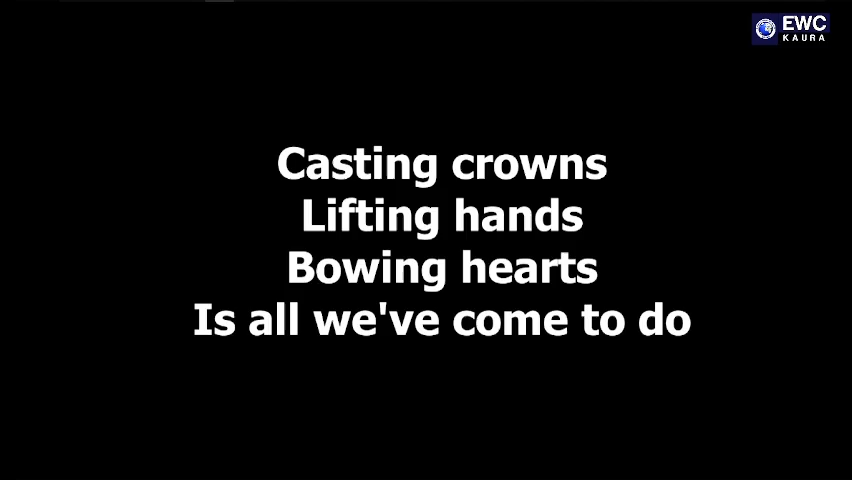 EWC
KAURA
Casting crowns
Lifting hands
Bowing hearts
Is all we've come to do